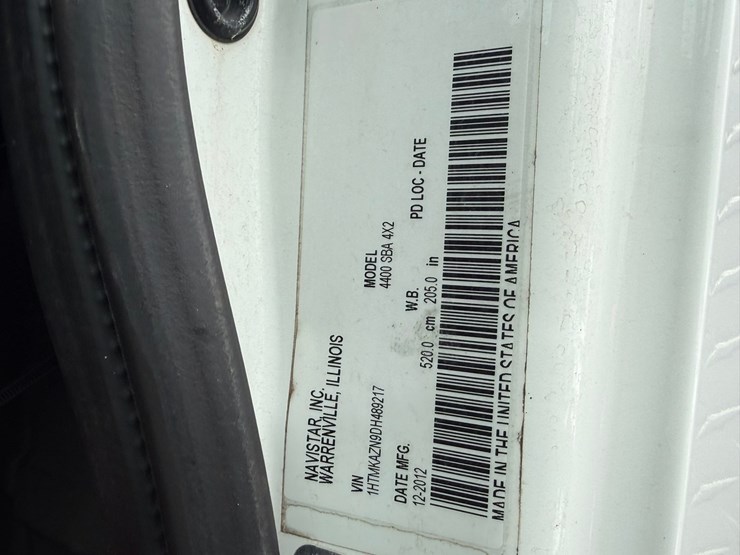 NAVISTAR, INC.
WARRENVILLE, ILLINOIS
VIN
1HTMKAZN9DH489217
MODEL
4400 SBA 4X2
DATE MFG.
12-2012
W.B.
520.0 cm 205.0 in
PD LOC - DATE
MADE IN THE UNITED STATES OF AMERICA